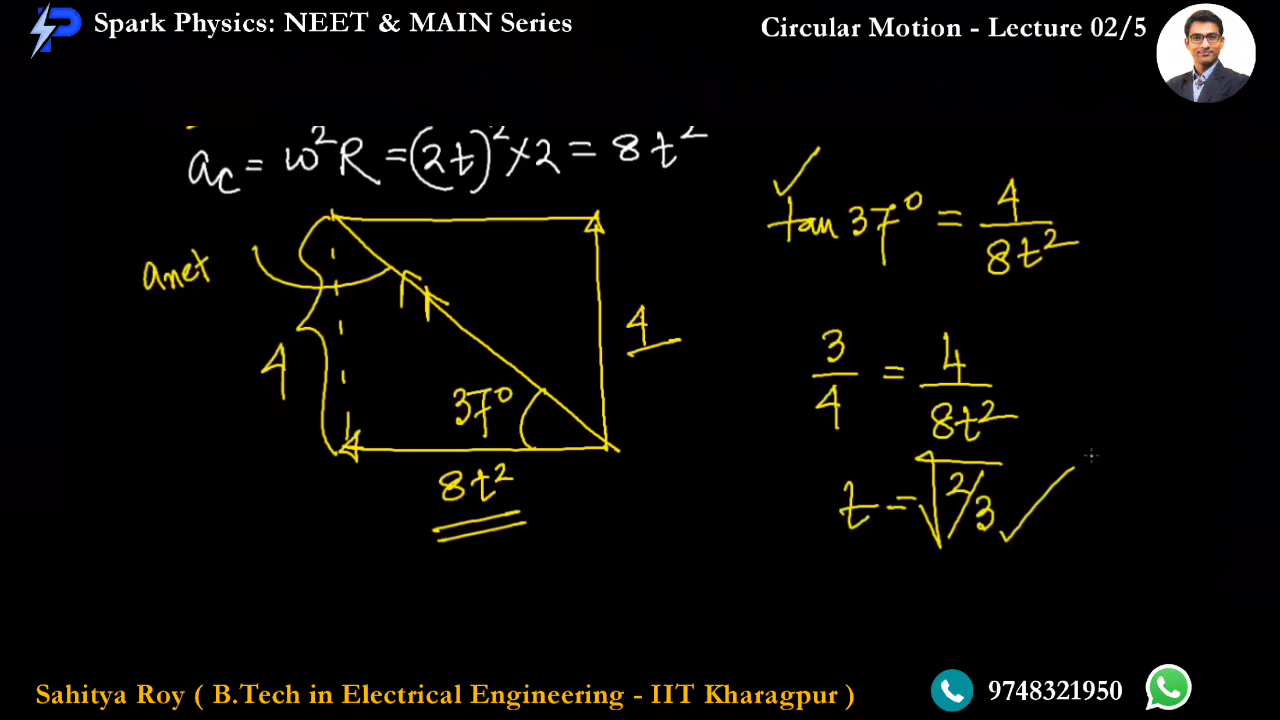 Spark Physics: NEET & MAIN Series
Circular Motion - Lecture 02/5
a_c = ω²R = (2t)² × 2 = 8t²
tan 37° = 4/8t²
anet
4
4
37°
8t²
3/4 = 4/8t²
t = √2/3
Sahitya Roy ( B.Tech in Electrical Engineering - IIT Kharagpur )
9748321950